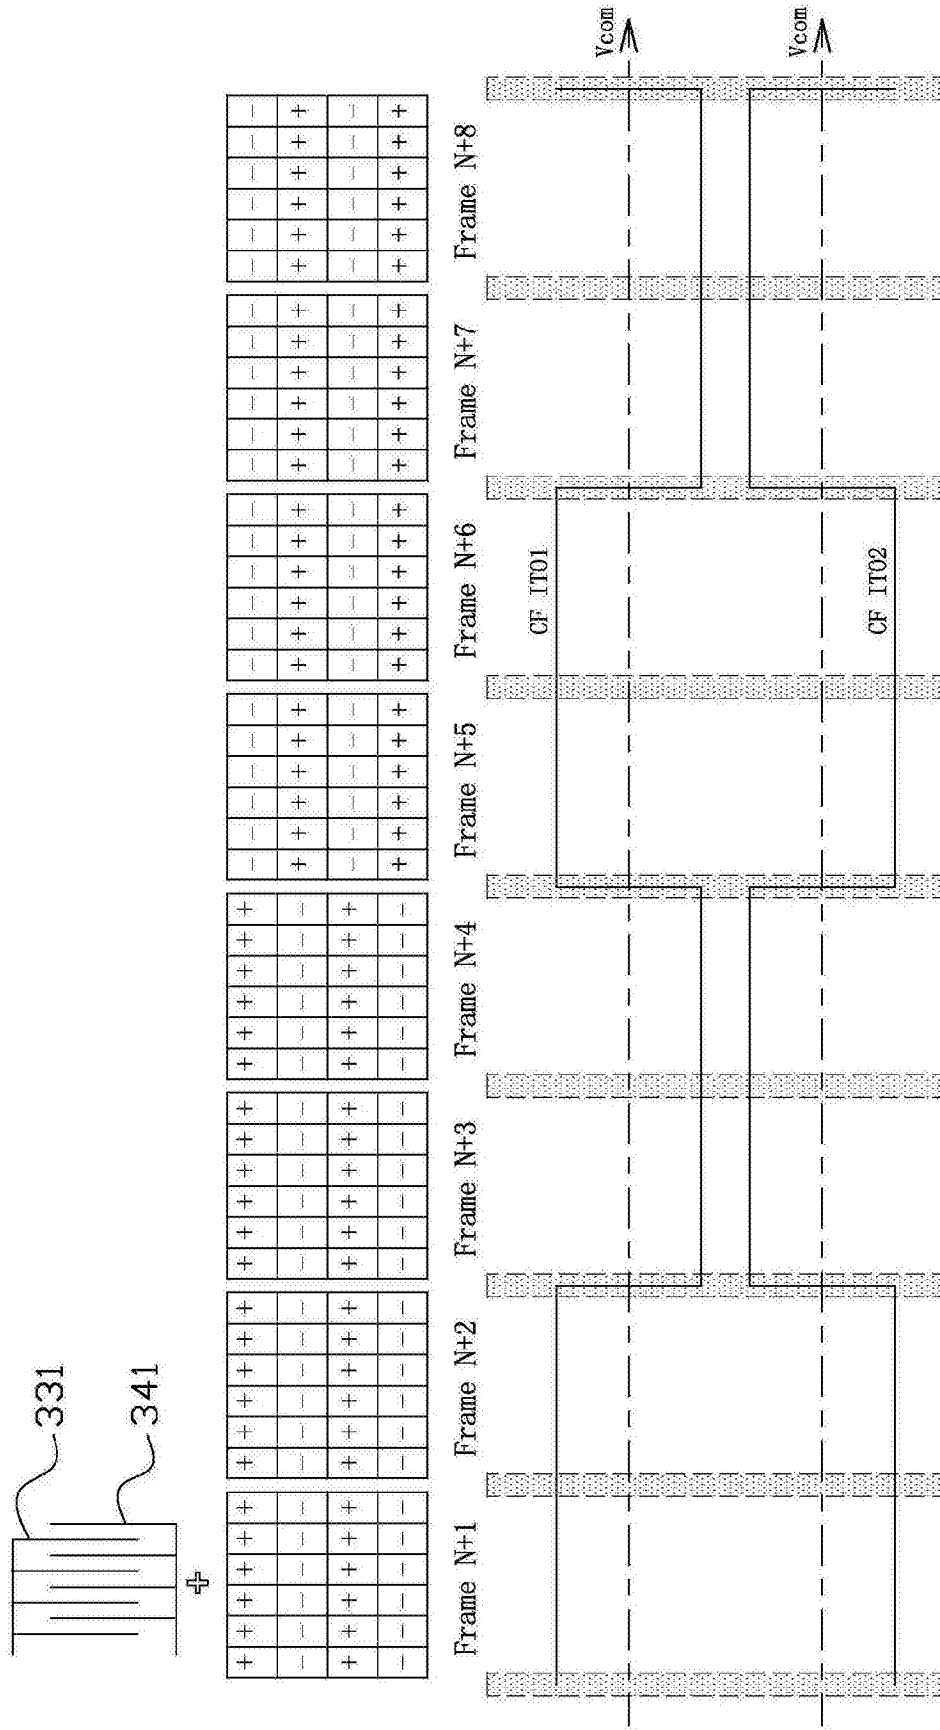 331
341
+
+ + + + + + + + + + + + + + + + + + + + + + + + − − − − − − − − − − − − − − − − − − − − − − − −
− − − − − − − − − − − − − − − − − − − − − − − − + + + + + + + + + + + + + + + + + + + + + + + +
+ + + + + + + + + + + + + + + + + + + + + + + + − − − − − − − − − − − − − − − − − − − − − − − −
− − − − − − − − − − − − − − − − − − − − − − − − + + + + + + + + + + + + + + + + + + + + + + + +
Frame N+1 Frame N+2 Frame N+3 Frame N+4 Frame N+5 Frame N+6 Frame N+7 Frame N+8
CF ITO1
Vcom
Vcom
CF ITO2